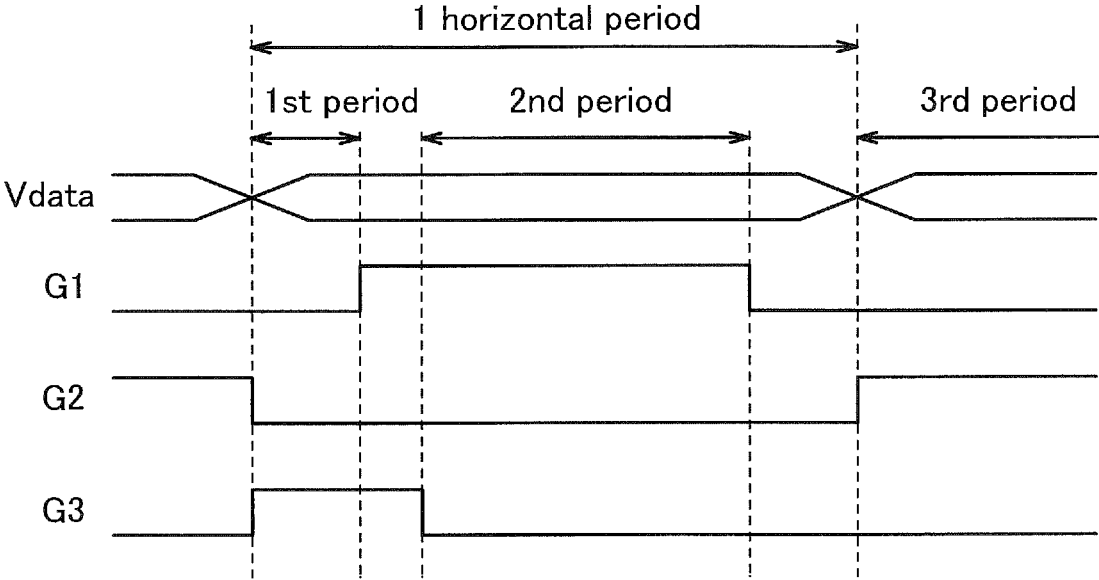 1 horizontal period
1st period
2nd period
3rd period
Vdata
G1
G2
G3